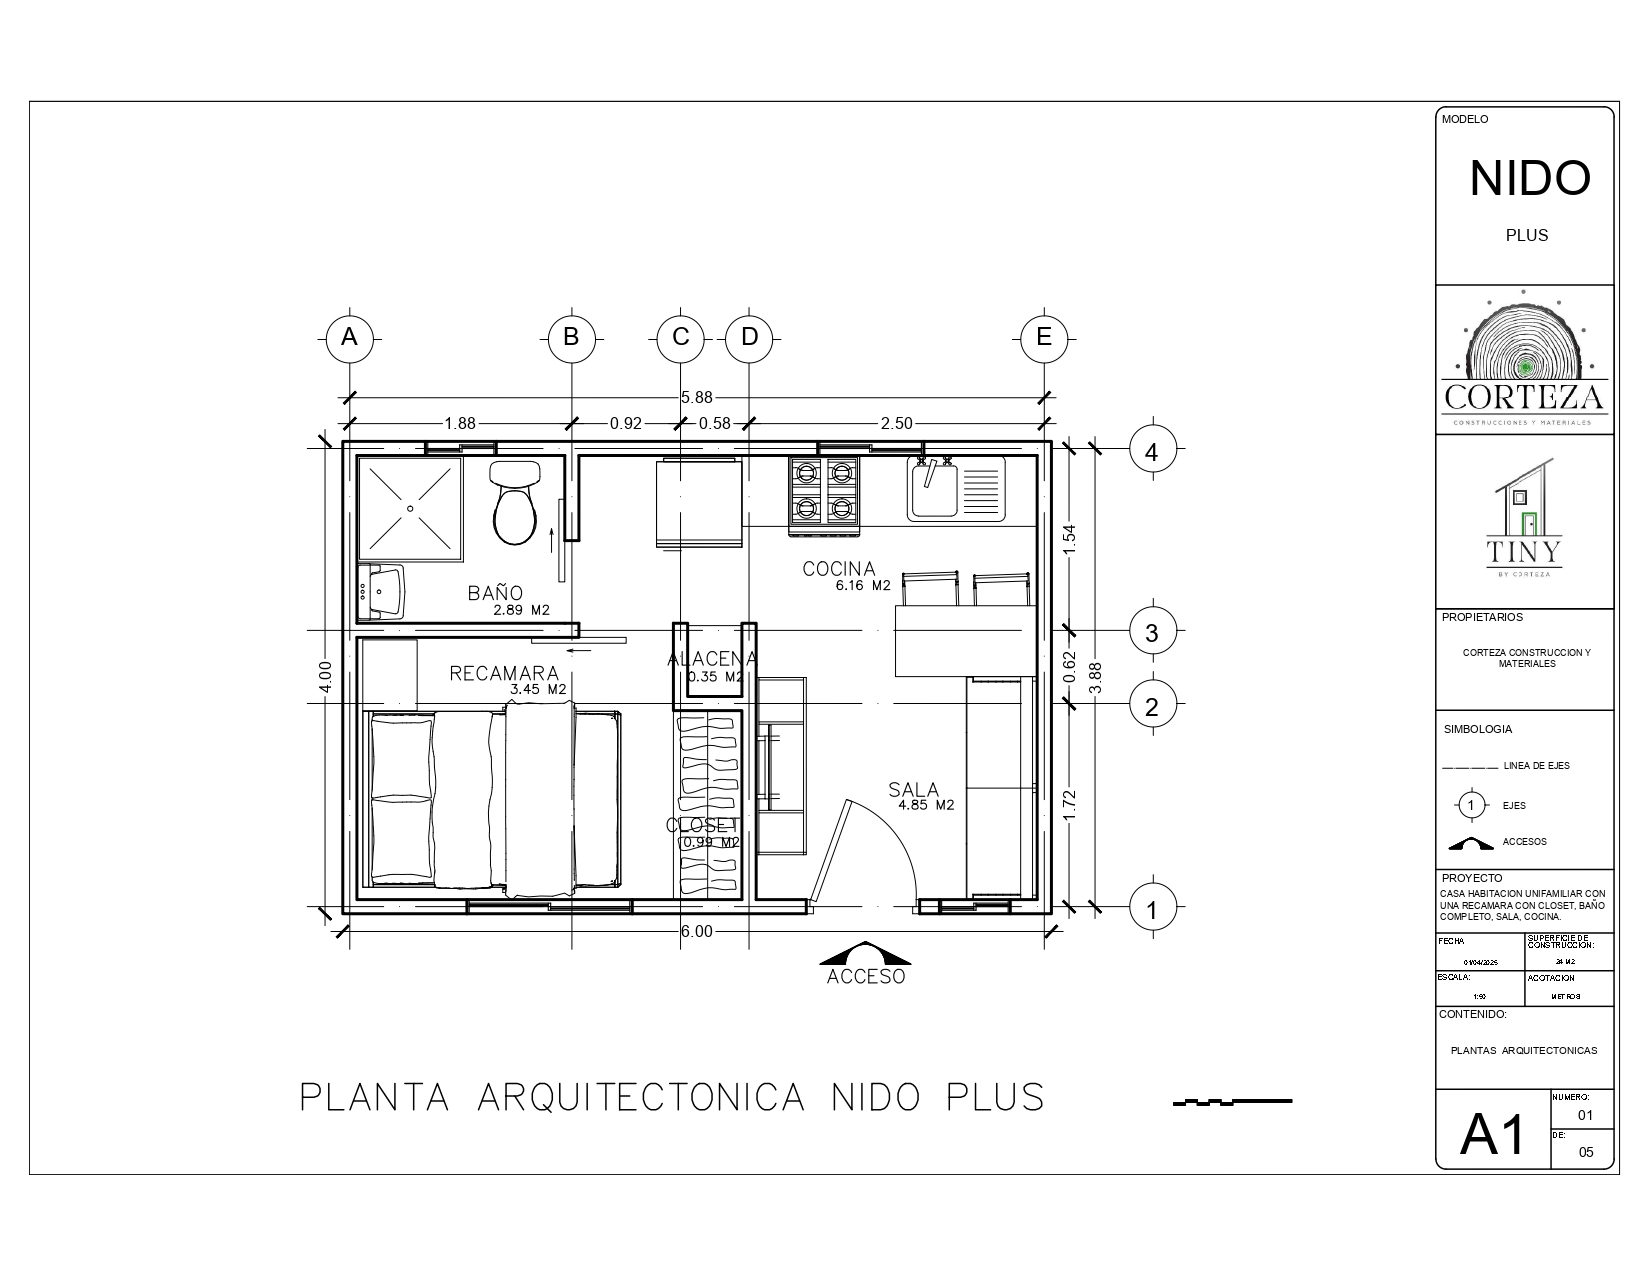 A
B
C
D
E
5.88
1.88
0.92
0.58
2.50
4
3
2
1
1.54
0.62
1.72
3.88
4.00
BAÑO
2.89 M2
COCINA
6.16 M2
RECAMARA
3.45 M2
ALACENA
0.35 M2
CLOSET
0.99 M2
SALA
4.85 M2
6.00
ACCESO
PLANTA ARQUITECTONICA NIDO PLUS
MODELO
NIDO
PLUS
CORTEZA
CONSTRUCCIONES Y MATERIALES
TINY
BY CORTEZA
PROPIETARIOS
CORTEZA CONSTRUCCION Y
MATERIALES
SIMBOLOGIA
LINEA DE EJES
1
EJES
ACCESOS
PROYECTO
CASA HABITACION UNIFAMILIAR CON
UNA RECAMARA CON CLOSET, BAÑO
COMPLETO, SALA, COCINA.
FECHA
01/04/2025
SUPERFICIE DE
CONSTRUCCION:
24 M2
ESCALA:
1:50
ACOTACION
METROS
CONTENIDO:
PLANTAS ARQUITECTONICAS
A1
NUMERO:
01
DE:
05